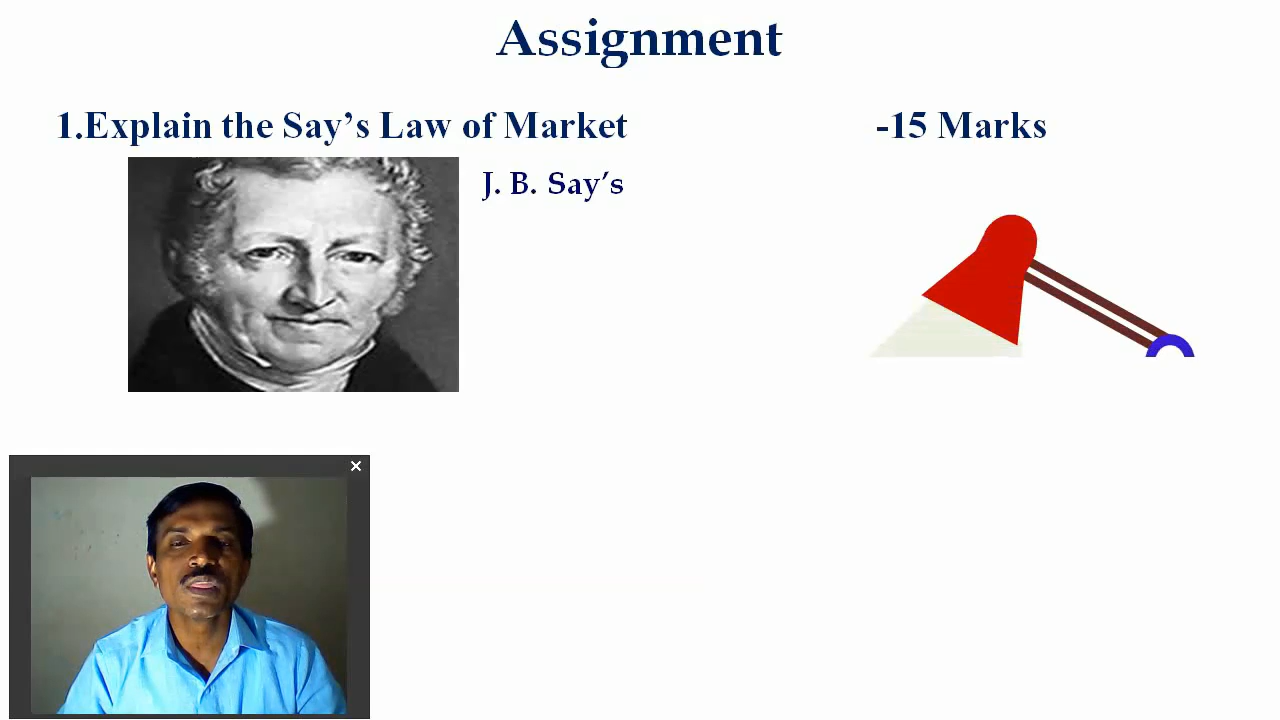 Assignment
1.Explain the Say’s Law of Market -15 Marks
J. B. Say’s